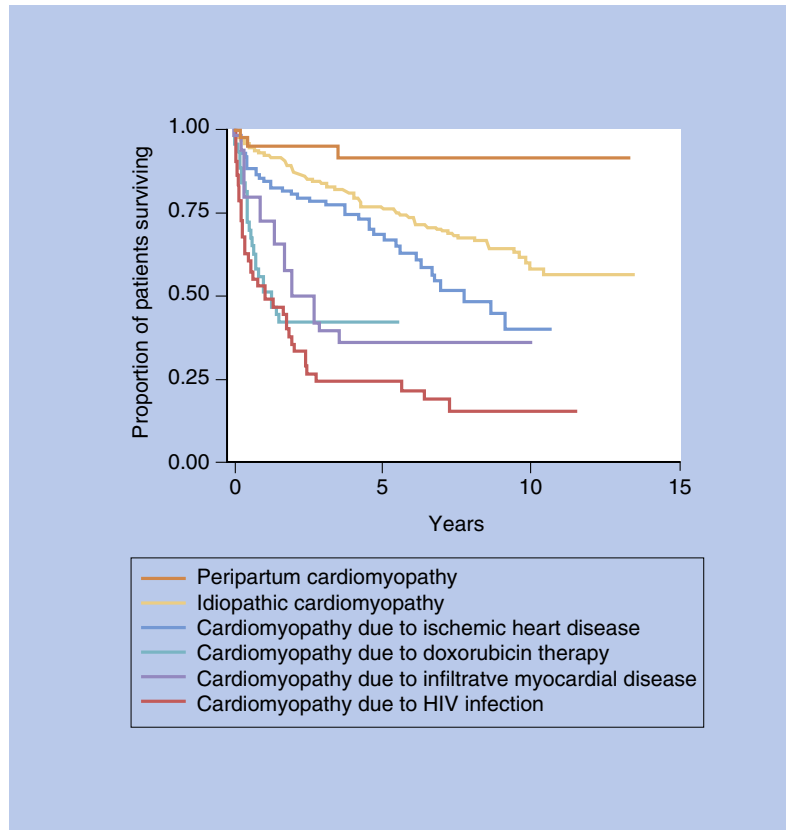 1.00
0.75
0.50
0.25
0.00
Proportion of patients surviving
0 5 10 15
Years
Peripartum cardiomyopathy
Idiopathic cardiomyopathy
Cardiomyopathy due to ischemic heart disease
Cardiomyopathy due to doxorubicin therapy
Cardiomyopathy due to infiltratve myocardial disease
Cardiomyopathy due to HIV infection